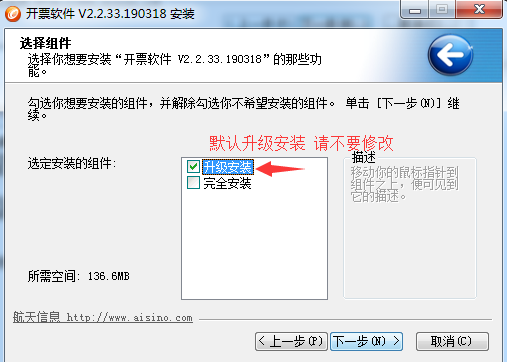 开票软件 V2.2.33.190318 安装
选择组件
选择你想要安装“开票软件 V2.2.33.190318”的那些功
能。
勾选你想要安装的组件，并解除勾选你不希望安装的组件。 单击 [下一步(N)] 继
续。
默认升级安装 请不要修改
选定安装的组件:
升级安装
完全安装
描述
移动你的鼠标指针到
组件之上，便可见到
它的描述。
所需空间: 136.6MB
航天信息 http://www.aisino.com
< 上一步(P)
下一步(N) >
取消(C)